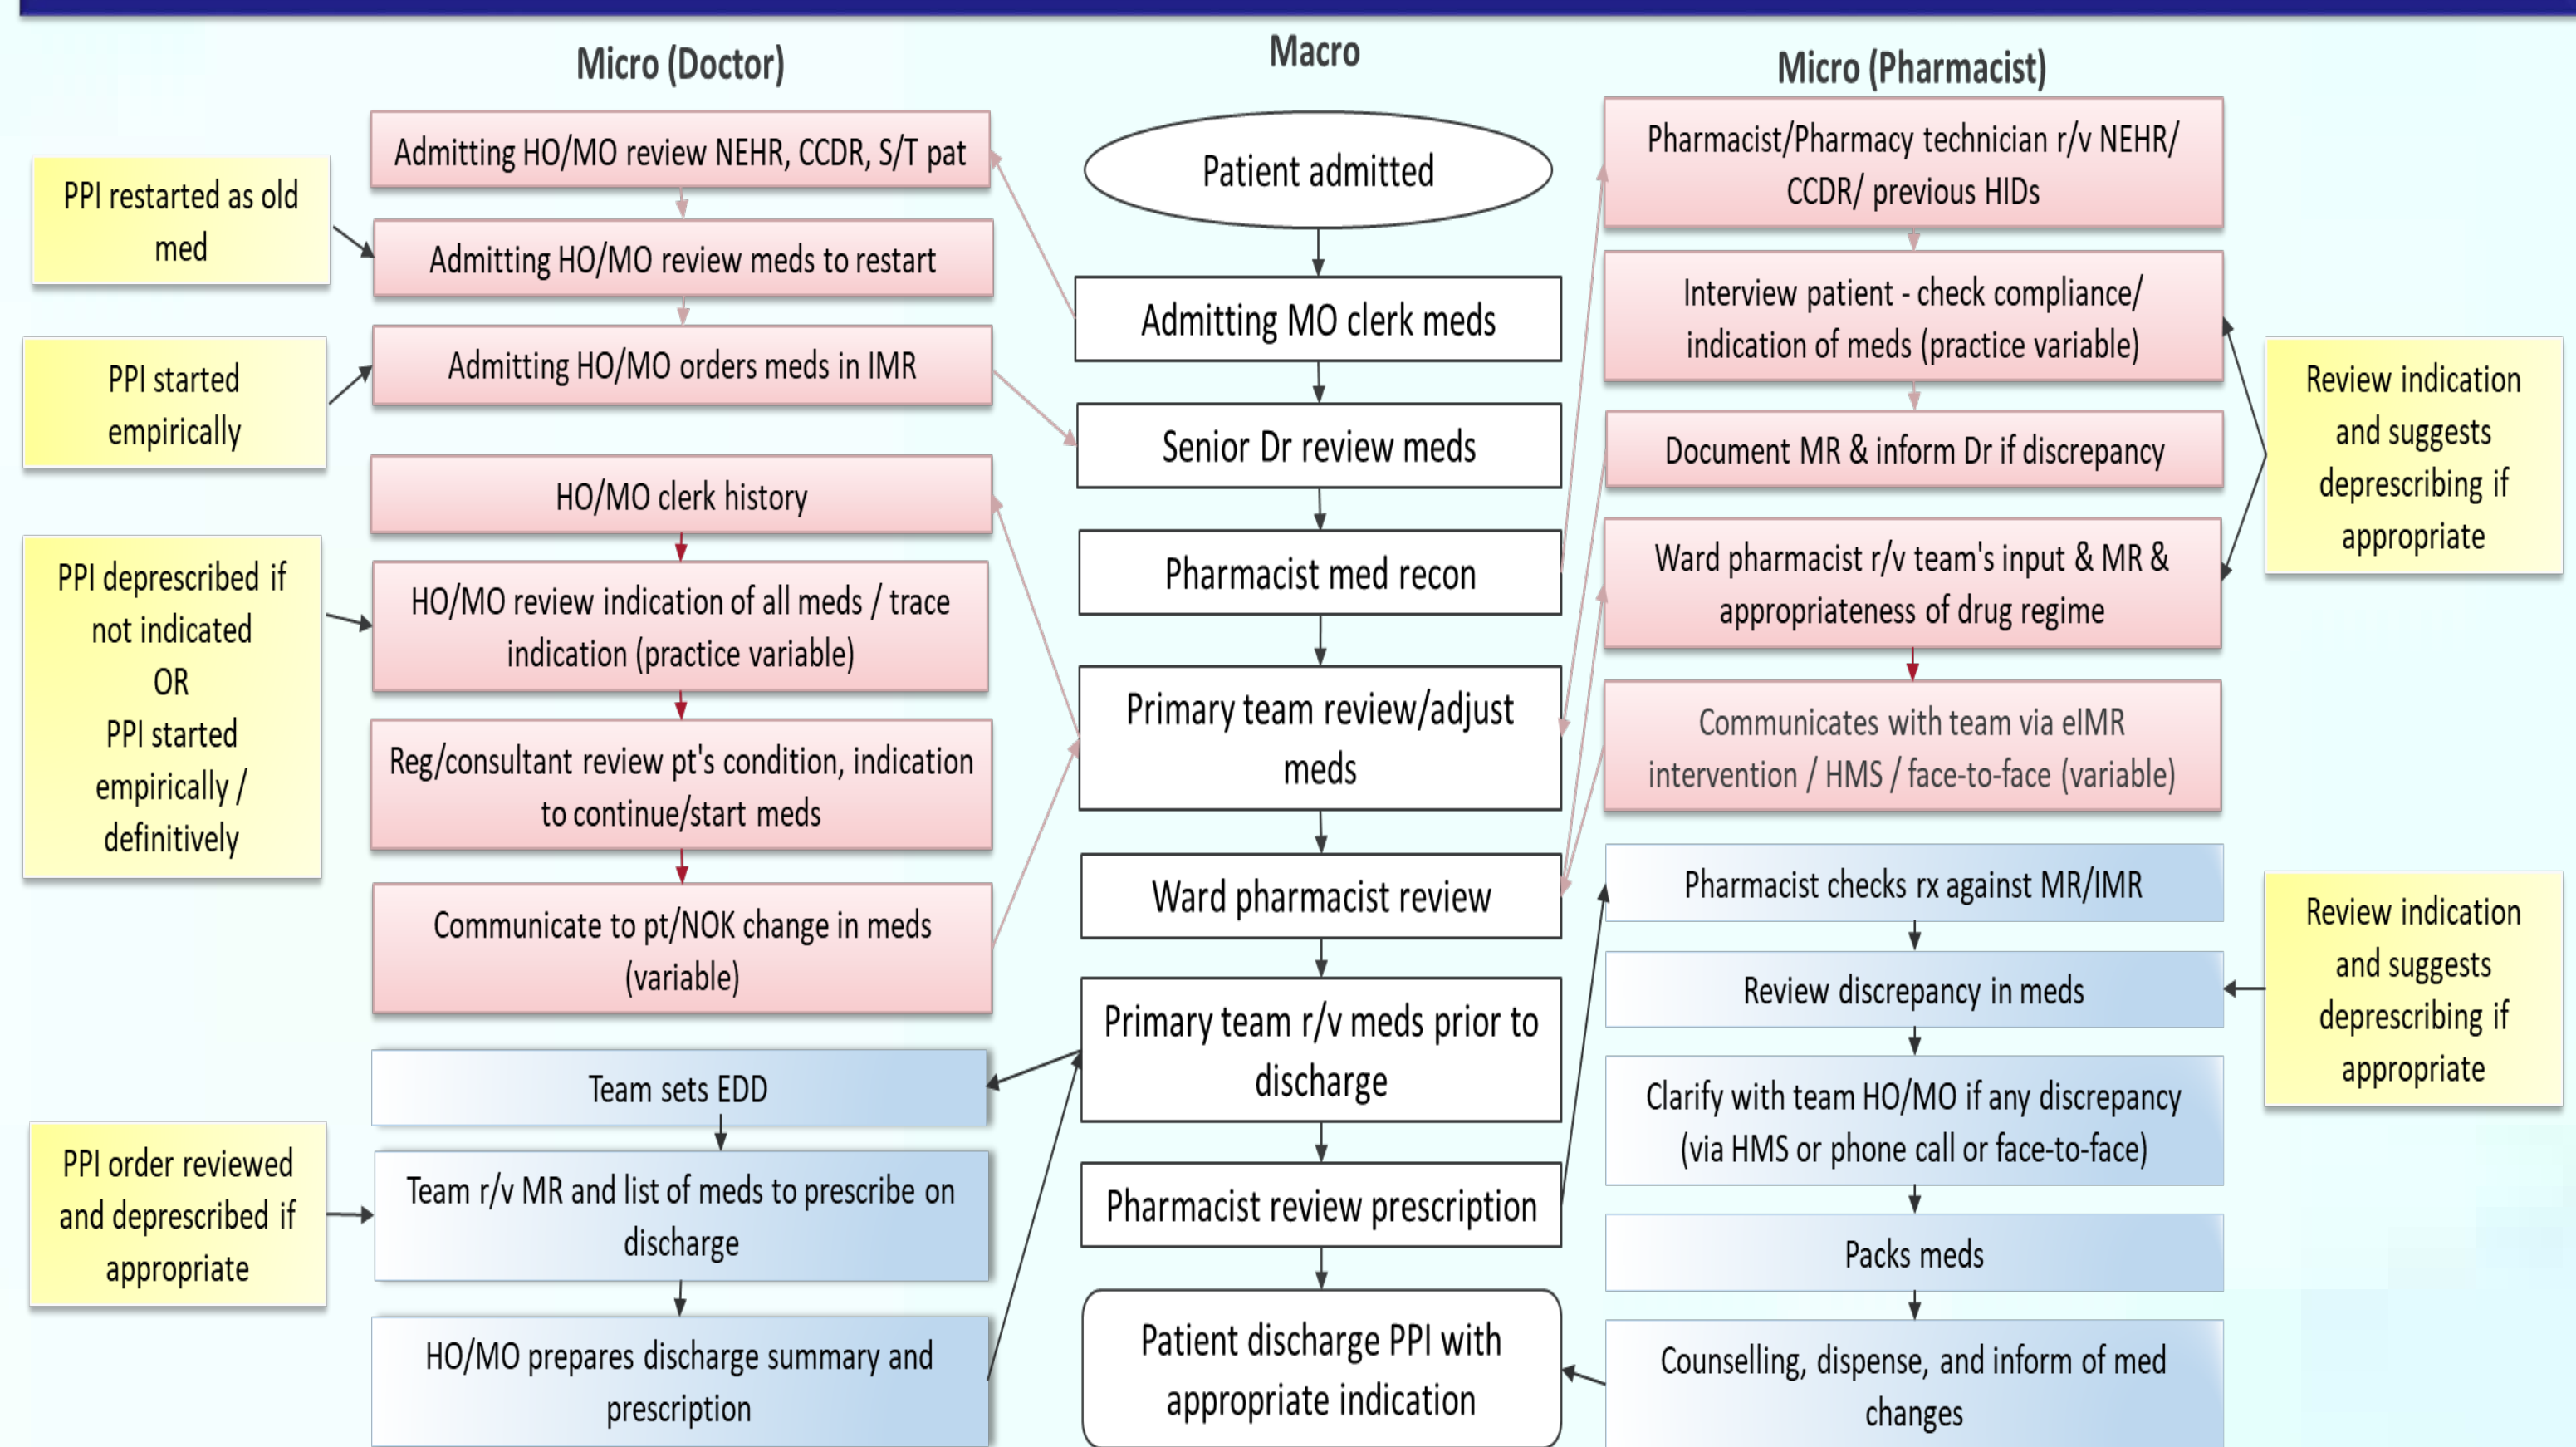 Micro (Doctor)
Macro
Micro (Pharmacist)
PPI restarted as old
med
PPI started
empirically
PPI deprescribed if
not indicated
OR
PPI started
empirically /
definitively
PPI order reviewed
and deprescribed if
appropriate
Admitting HO/MO review NEHR, CCDR, S/T pat
Admitting HO/MO review meds to restart
Admitting HO/MO orders meds in IMR
HO/MO clerk history
HO/MO review indication of all meds / trace
indication (practice variable)
Reg/consultant review pt's condition, indication
to continue/start meds
Communicate to pt/NOK change in meds
(variable)
Team sets EDD
Team r/v MR and list of meds to prescribe on
discharge
HO/MO prepares discharge summary and
prescription
Patient admitted
Admitting MO clerk meds
Senior Dr review meds
Pharmacist med recon
Primary team review/adjust
meds
Ward pharmacist review
Primary team r/v meds prior to
discharge
Pharmacist review prescription
Patient discharge PPI with
appropriate indication
Pharmacist/Pharmacy technician r/v NEHR/
CCDR/ previous HIDs
Interview patient - check compliance/
indication of meds (practice variable)
Document MR & inform Dr if discrepancy
Ward pharmacist r/v team's input & MR &
appropriateness of drug regime
Communicates with team via eIMR
intervention / HMS / face-to-face (variable)
Pharmacist checks rx against MR/IMR
Review discrepancy in meds
Clarify with team HO/MO if any discrepancy
(via HMS or phone call or face-to-face)
Packs meds
Counselling, dispense, and inform of med
changes
Review indication
and suggests
deprescribing if
appropriate
Review indication
and suggests
deprescribing if
appropriate